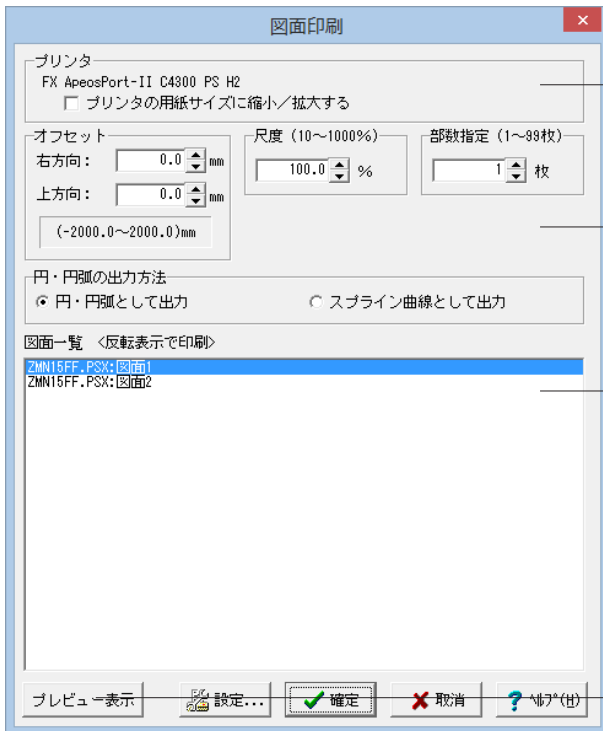 図面印刷
プリンタ
FX ApeosPort-II C4300 PS H2
プリンタの用紙サイズに縮小／拡大する
オフセット
右方向： 0.0 mm
上方向： 0.0 mm
(-2000.0～2000.0)mm
尺度 (10～1000%)
100.0 %
部数指定 (1～99枚)
1 枚
円・円弧の出力方法
円・円弧として出力 スプライン曲線として出力
図面一覧 〈反転表示で印刷〉
ZMN15FF.PSX:図面1
ZMN15FF.PSX:図面2
プレビュー表示 設定... 確定 取消 ﾍﾙﾌﾟ(H)